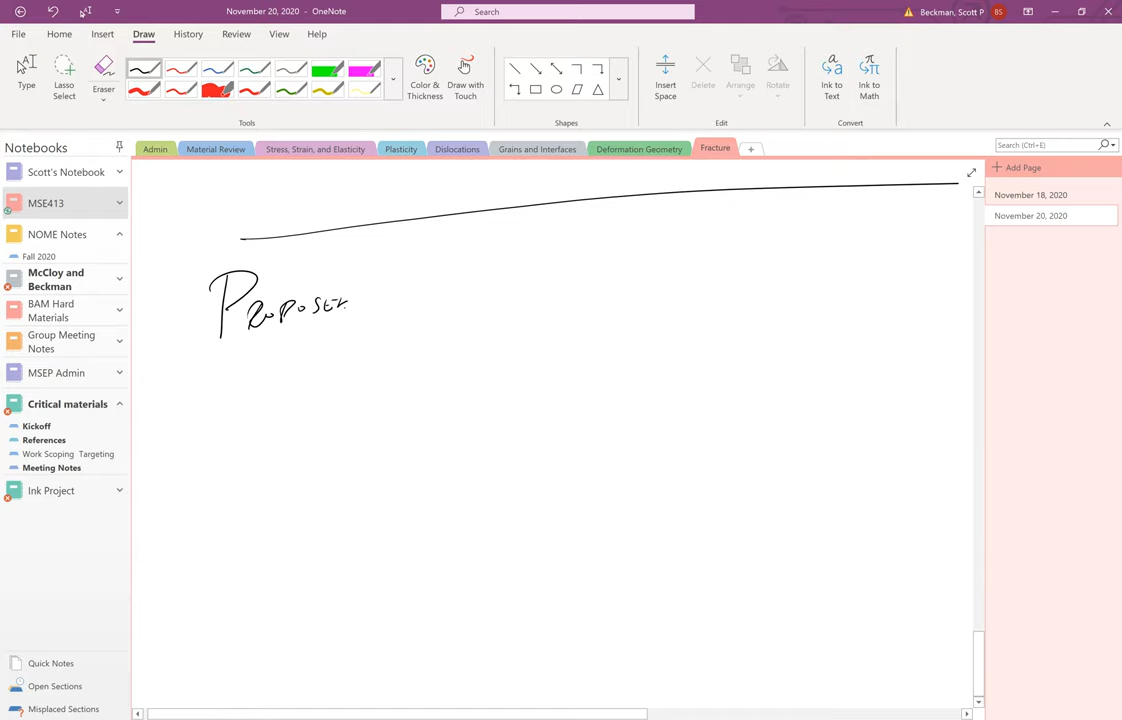 November 20, 2020 - OneNote
Search
Beckman, Scott P
BS
File Home Insert Draw History Review View Help
Type
Lasso Select
Eraser
Color & Thickness
Draw with Touch
Insert Space
Delete
Arrange
Rotate
Ink to Text
Ink to Math
Tools
Shapes
Edit
Convert
Notebooks
Admin Material Review Stress, Strain, and Elasticity Plasticity Dislocations Grains and Interfaces Deformation Geometry Fracture
Search (Ctrl+E)
Scott's Notebook
MSE413
NOME Notes
Fall 2020
McCloy and
Beckman
BAM Hard
Materials
Group Meeting
Notes
MSEP Admin
Critical materials
Kickoff
References
Work Scoping Targeting
Meeting Notes
Ink Project
Quick Notes
Open Sections
Misplaced Sections
Add Page
November 18, 2020
November 20, 2020